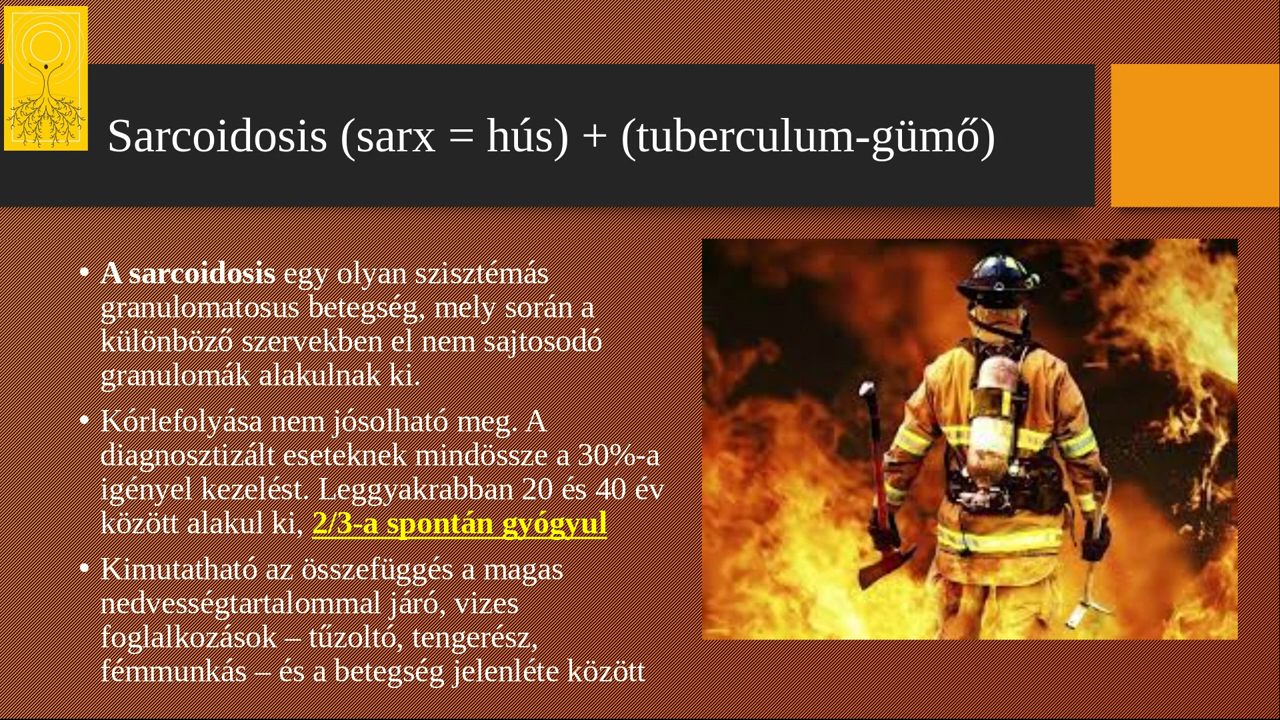 Sarcoidosis (sarx = hús) + (tuberculum-gümő)
• A sarcoidosis egy olyan szisztémás
granulomatosus betegség, mely során a
különböző szervekben el nem sajtosodó
granulomák alakulnak ki.
• Kórlefolyása nem jósolható meg. A
diagnosztizált eseteknek mindössze a 30%-a
igényel kezelést. Leggyakrabban 20 és 40 év
között alakul ki, 2/3-a spontán gyógyul
• Kimutatható az összefüggés a magas
nedvességtartalommal járó, vizes
foglalkozások – tűzoltó, tengerész,
fémmunkás – és a betegség jelenléte között